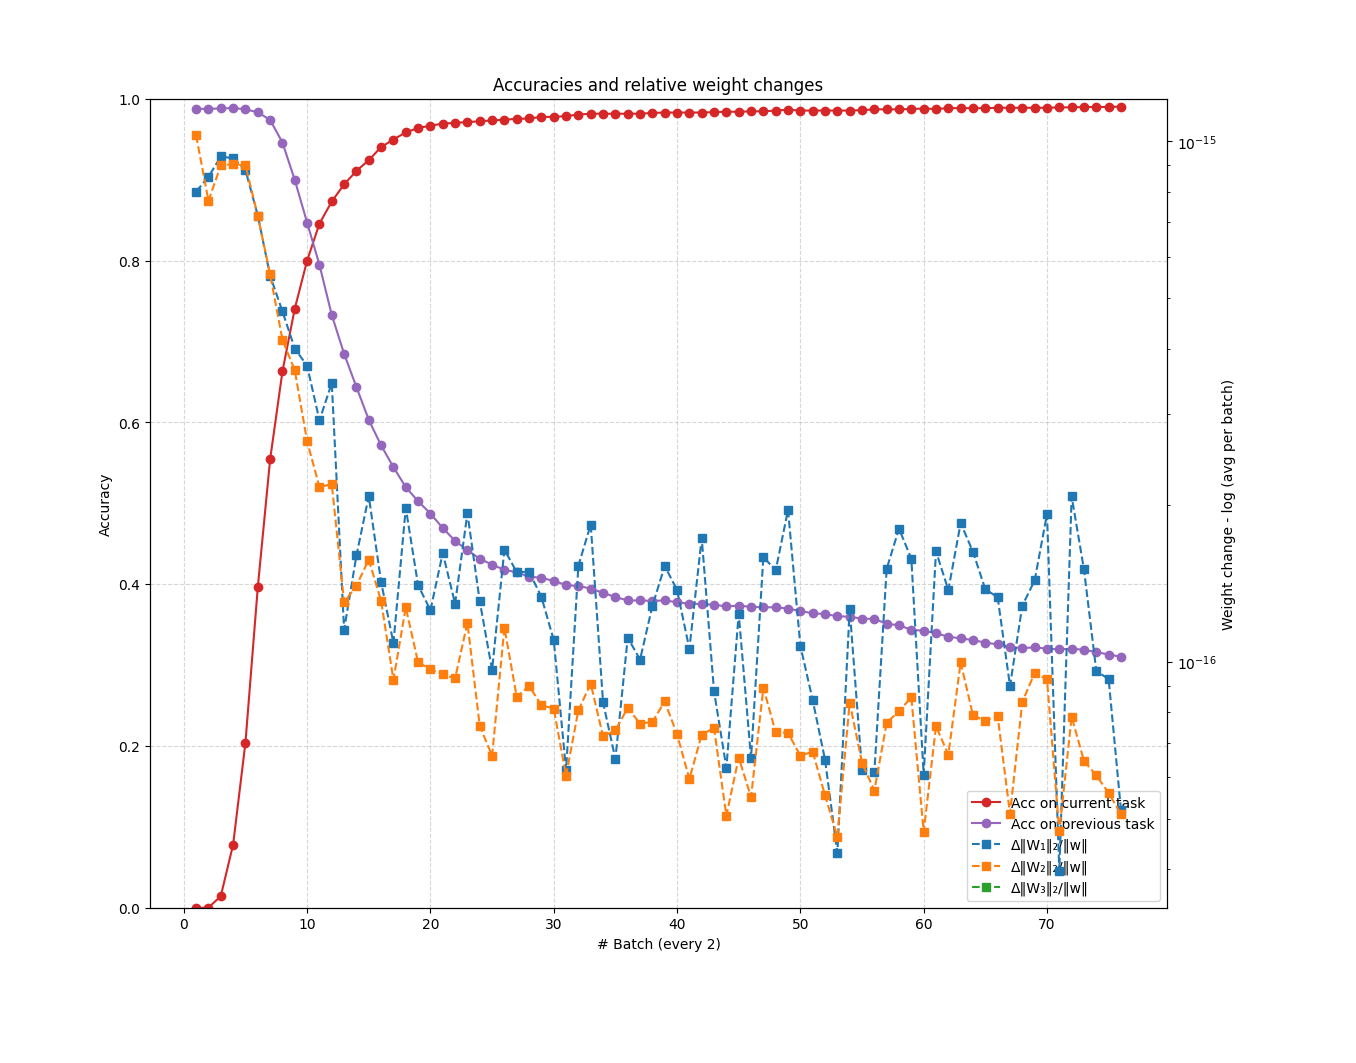 Accuracies and relative weight changes
1.0
0.8
0.6
0.4
0.2
0.0
Accuracy
0
10
20
30
40
50
60
70
# Batch (every 2)
10⁻¹⁵
10⁻¹⁶
Weight change - log (avg per batch)
Acc on current task
Acc on previous task
Δ‖W₁‖₂/‖w‖
Δ‖W₂‖₂/‖w‖
Δ‖W₃‖₂/‖w‖